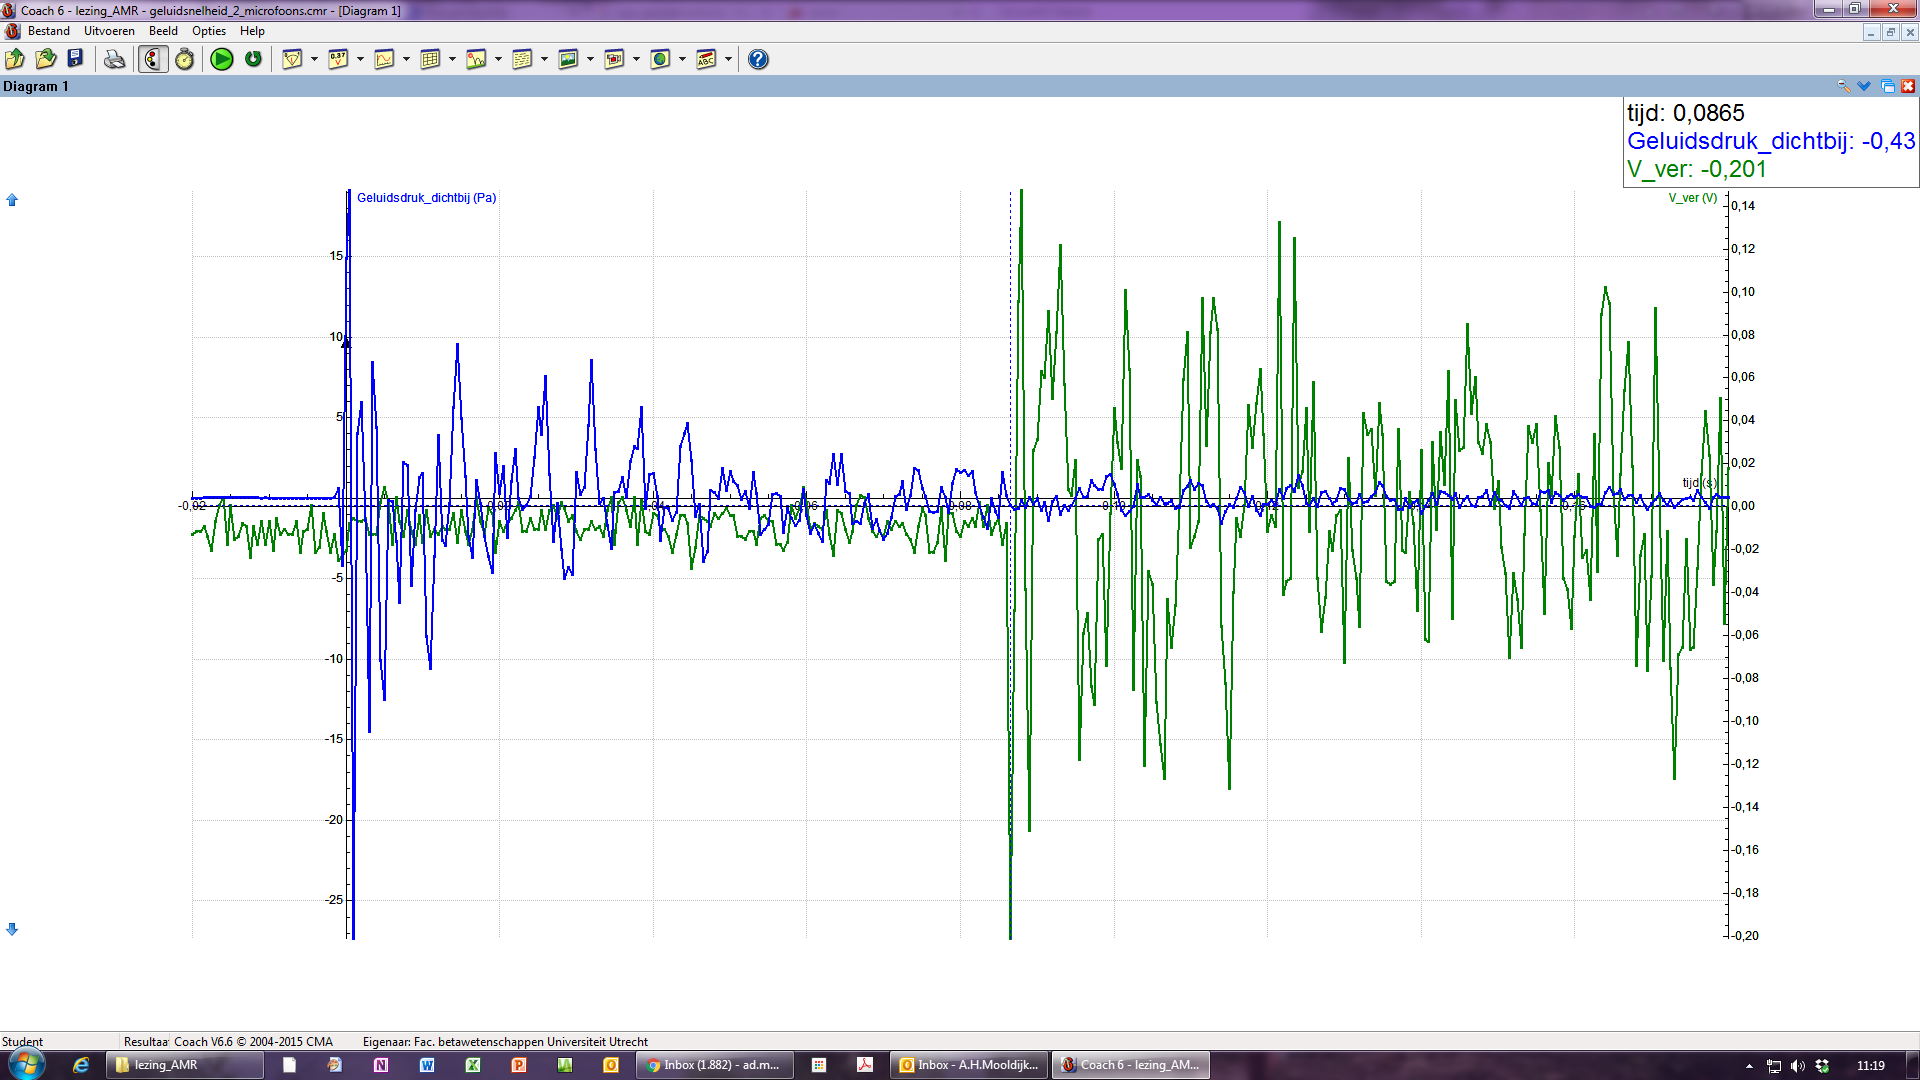 Coach 6 - lezing_AMR - geluidsnelheid_2_microfoons.cmr - [Diagram 1]
Bestand Uitvoeren Beeld Opties Help
0.37
V
ABC
Diagram 1
tijd: 0,0865
Geluidsdruk_dichtbij: -0,43
V_ver: -0,201
Geluidsdruk_dichtbij (Pa)
V_ver (V)
15
10
5
-5
-10
-15
-20
-25
-0,02
tijd (s)
0,14
0,12
0,10
0,08
0,06
0,04
0,02
0,00
-0,02
-0,04
-0,06
-0,08
-0,10
-0,12
-0,14
-0,16
-0,18
-0,20
Student Resultaa Coach V6.6 © 2004-2015 CMA Eigenaar: Fac. betawetenschappen Universiteit Utrecht
lezing_AMR Inbox (1.882) - ad.m... Inbox - A.H.Mooldijk... Coach 6 - lezing_AM... 11:19